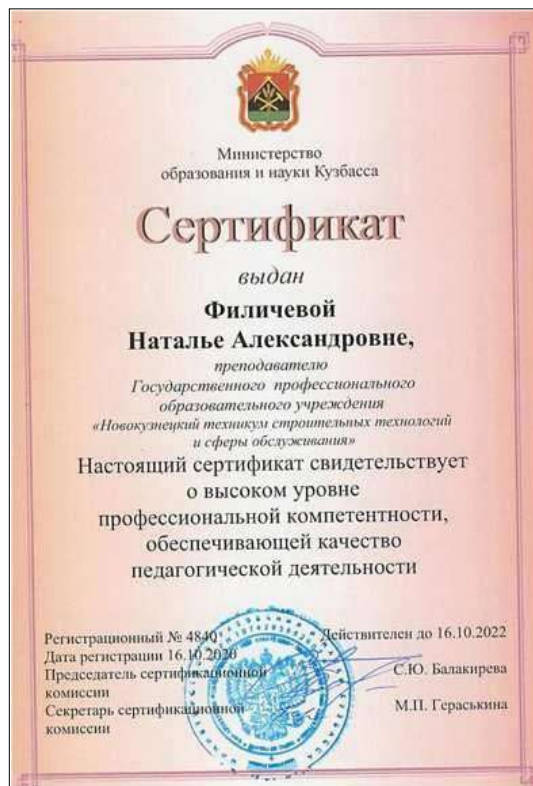 Министерство
образования и науки Кузбасса
Сертификат
выдан
Филичевой
Наталье Александровне,
преподавателю
Государственного профессионального
образовательного учреждения
«Новокузнецкий техникум строительных технологий
и сферы обслуживания»
Настоящий сертификат свидетельствует
о высоком уровне
профессиональной компетентности,
обеспечивающей качество
педагогической деятельности
Регистрационный № 4840 Действителен до 16.10.2022
Дата регистрации 16.10.2020
Председатель сертификационной С.Ю. Балакирева
комиссии
Секретарь сертификационной М.П. Гераськина
комиссии